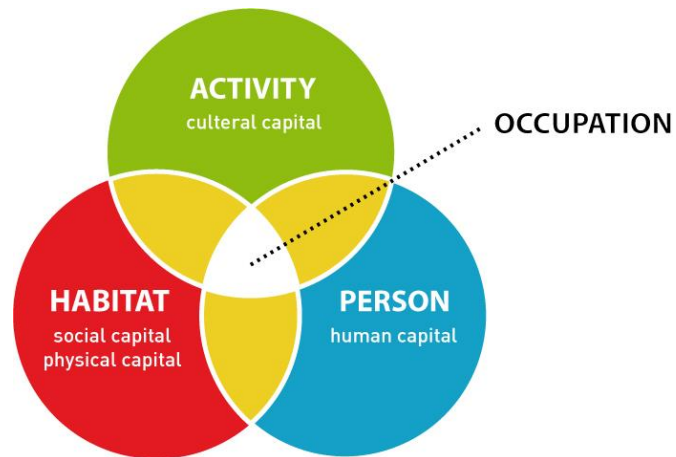 ACTIVITY
culteral capital
OCCUPATION
HABITAT
social capital
physical capital
PERSON
human capital